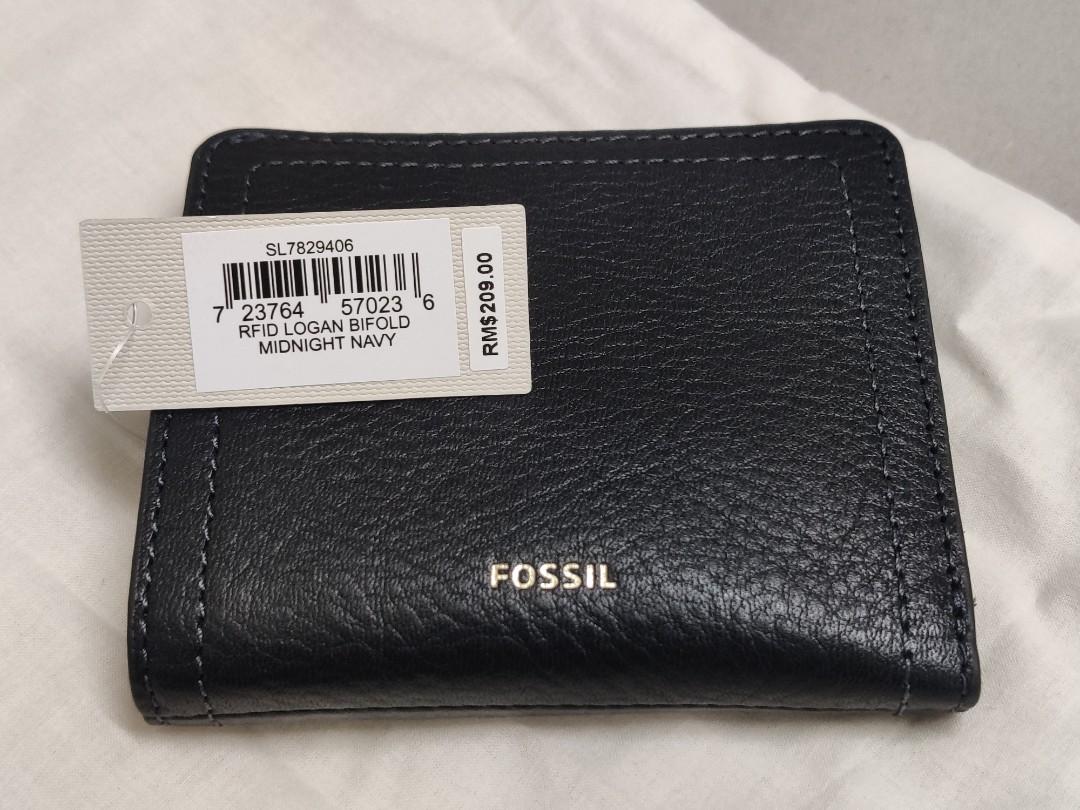 SL7829406
7 23764 57023 6
RFID LOGAN BIFOLD
MIDNIGHT NAVY
RM$209.00
FOSSIL